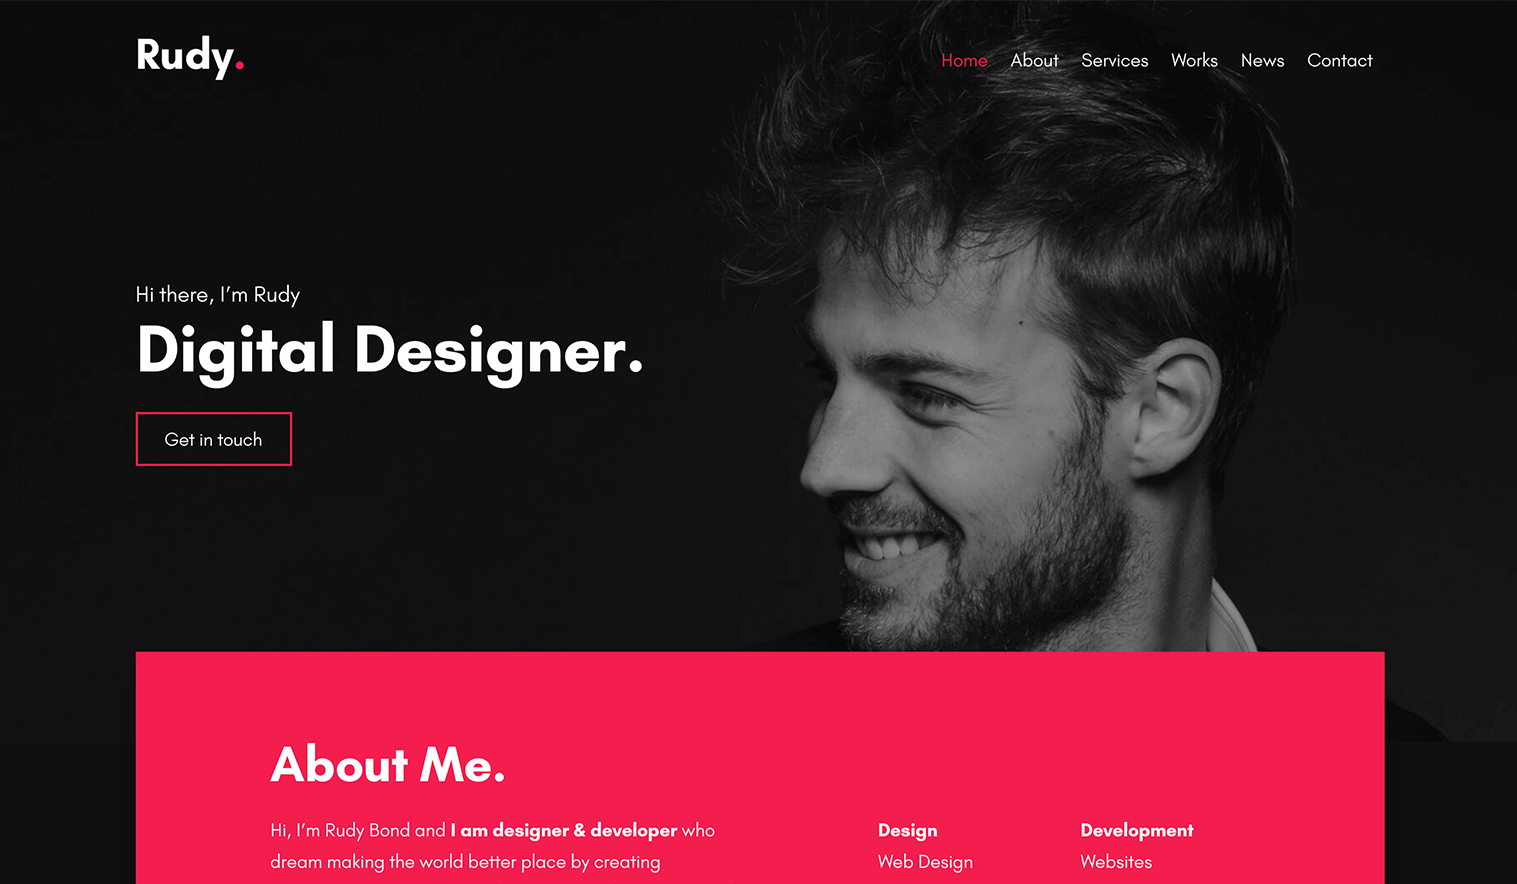 Rudy.
Home About Services Works News Contact
Hi there, I'm Rudy
Digital Designer.
Get in touch
About Me.
Hi, I'm Rudy Bond and I am designer & developer who
dream making the world better place by creating
Design
Web Design
Development
Websites